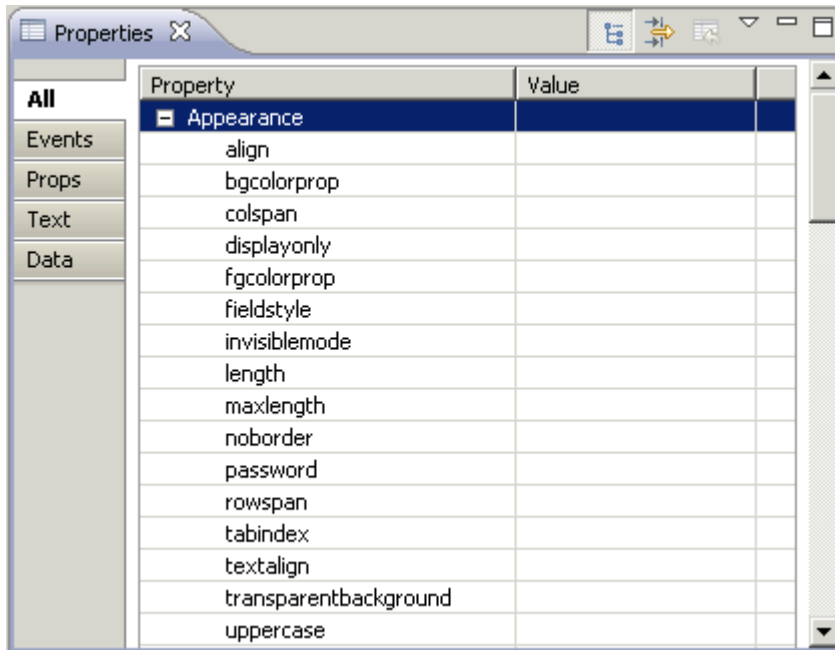 Properties
All
Events
Props
Text
Data
Property Value
Appearance
align
bgcolorprop
colspan
displayonly
fgcolorprop
fieldstyle
invisiblemode
length
maxlength
noborder
password
rowspan
tabindex
textalign
transparentbackground
uppercase